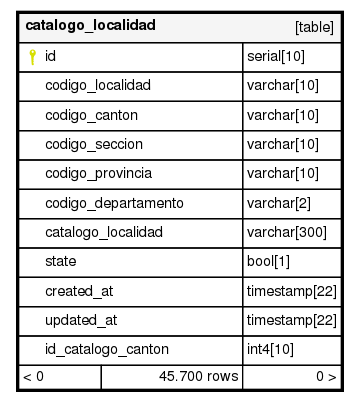 catalogo_localidad [table]
id serial[10]
codigo_localidad varchar[10]
codigo_canton varchar[10]
codigo_seccion varchar[10]
codigo_provincia varchar[10]
codigo_departamento varchar[2]
catalogo_localidad varchar[300]
state bool[1]
created_at timestamp[22]
updated_at timestamp[22]
id_catalogo_canton int4[10]
< 0 45.700 rows 0 >